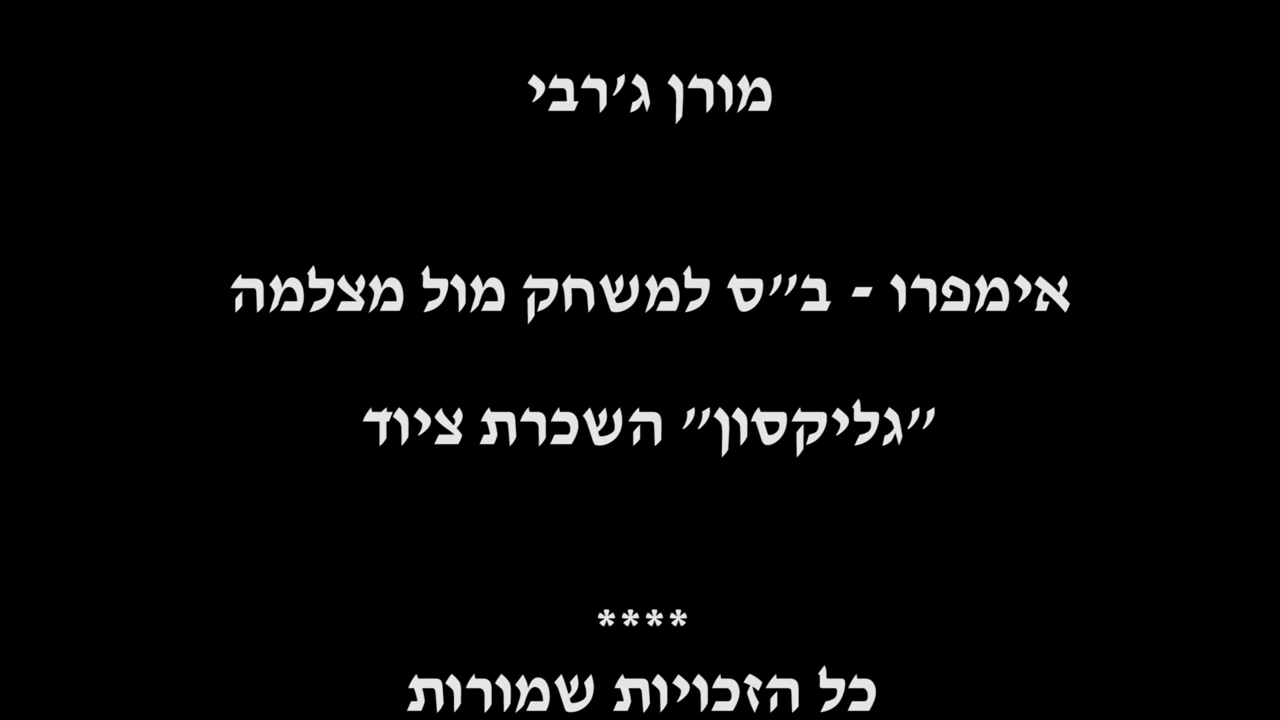 מורן ג'רבי
אימפרו - ב"ס למשחק מול מצלמה
"גליקסון" השכרת ציוד
****
כל הזכויות שמורות